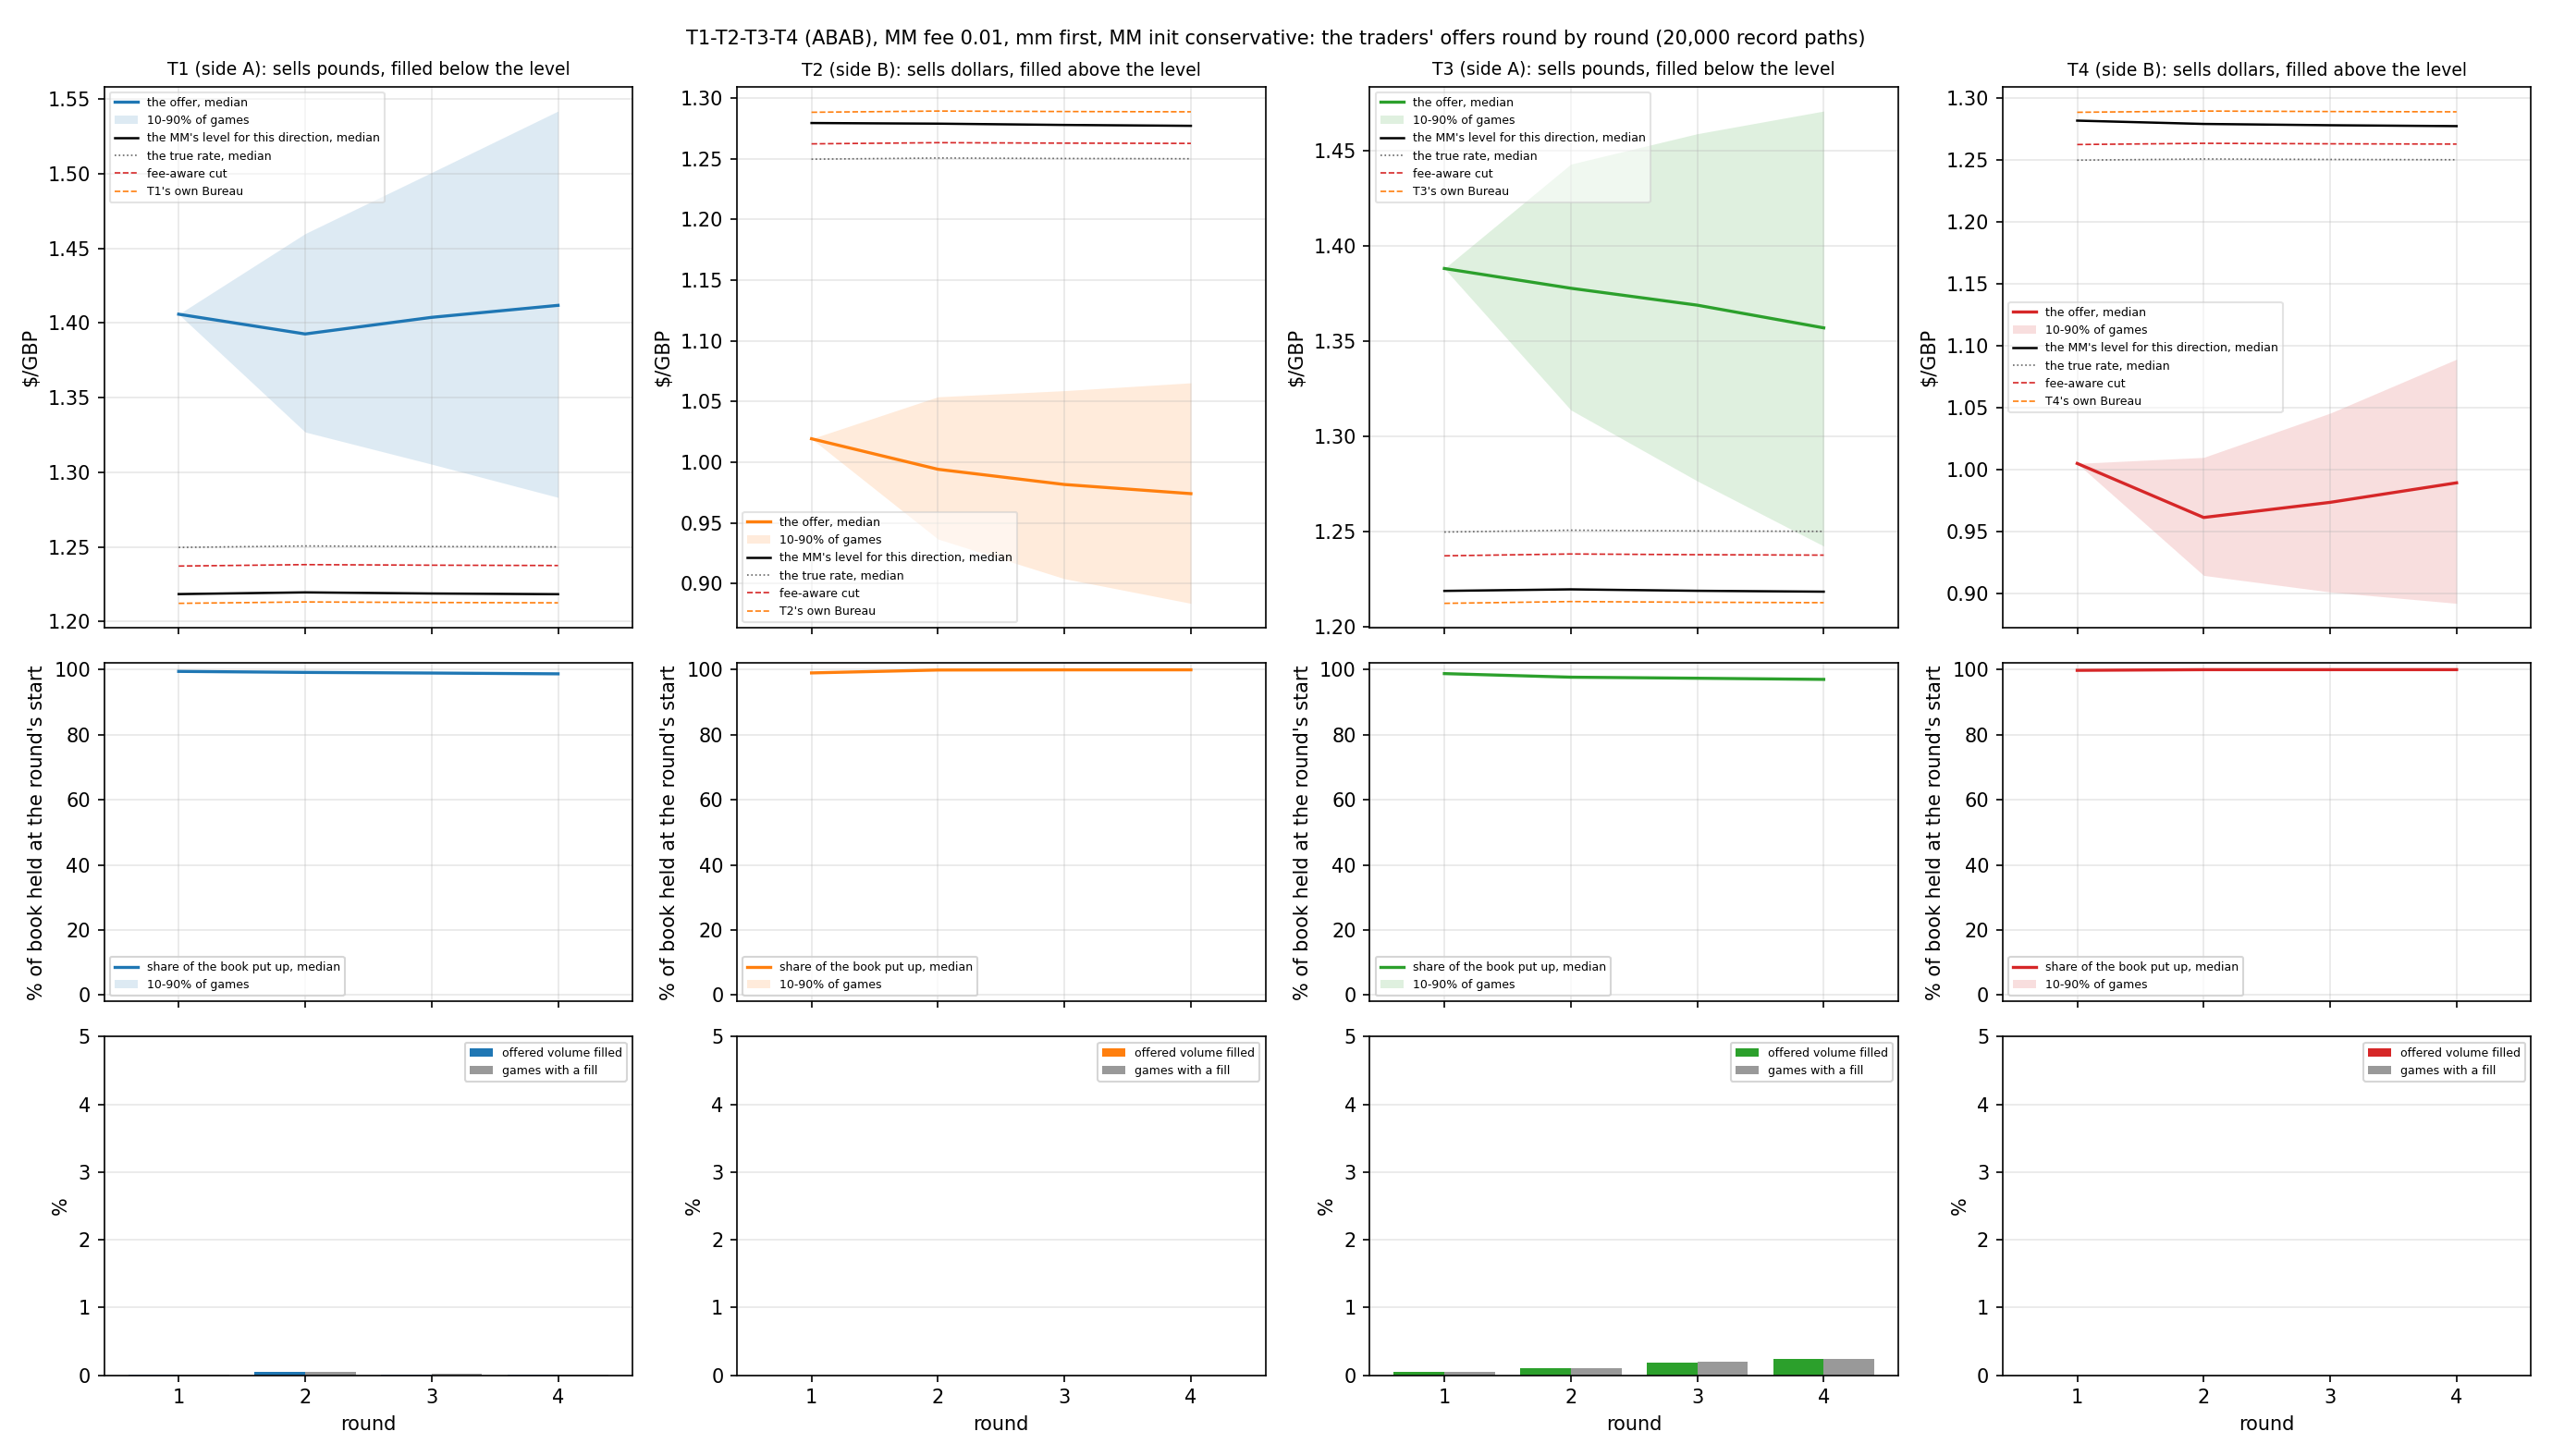 T1-T2-T3-T4 (ABAB), MM fee 0.01, mm first, MM init conservative: the traders' offers round by round (20,000 record paths)
T1 (side A): sells pounds, filled below the level
$/GBP
1.55
1.50
1.45
1.40
1.35
1.30
1.25
1.20
the offer, median
10-90% of games
the MM's level for this direction, median
the true rate, median
fee-aware cut
T1's own Bureau
T2 (side B): sells dollars, filled above the level
$/GBP
1.30
1.25
1.20
1.15
1.10
1.05
1.00
0.95
0.90
the offer, median
10-90% of games
the MM's level for this direction, median
the true rate, median
fee-aware cut
T2's own Bureau
T3 (side A): sells pounds, filled below the level
$/GBP
1.45
1.40
1.35
1.30
1.25
1.20
the offer, median
10-90% of games
the MM's level for this direction, median
the true rate, median
fee-aware cut
T3's own Bureau
T4 (side B): sells dollars, filled above the level
$/GBP
1.30
1.25
1.20
1.15
1.10
1.05
1.00
0.95
0.90
the offer, median
10-90% of games
the MM's level for this direction, median
the true rate, median
fee-aware cut
T4's own Bureau
% of book held at the round's start
100
80
60
40
20
0
share of the book put up, median
10-90% of games
% of book held at the round's start
100
80
60
40
20
0
share of the book put up, median
10-90% of games
% of book held at the round's start
100
80
60
40
20
0
share of the book put up, median
10-90% of games
% of book held at the round's start
100
80
60
40
20
0
share of the book put up, median
10-90% of games
%
5
4
3
2
1
0
offered volume filled
games with a fill
1 2 3 4
round
%
5
4
3
2
1
0
offered volume filled
games with a fill
1 2 3 4
round
%
5
4
3
2
1
0
offered volume filled
games with a fill
1 2 3 4
round
%
5
4
3
2
1
0
offered volume filled
games with a fill
1 2 3 4
round